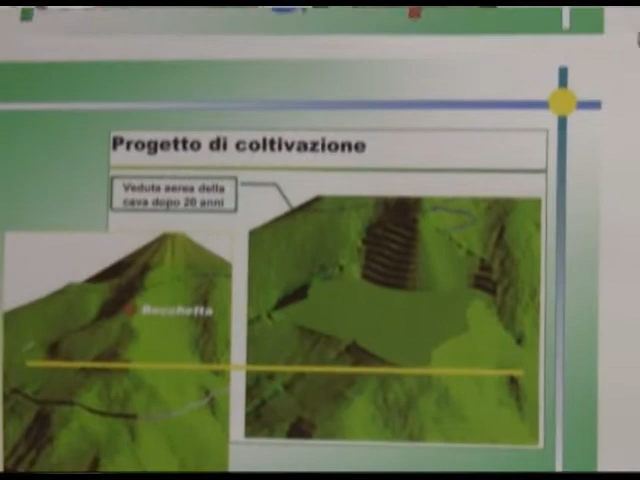 Progetto di coltivazione
Veduta aerea della
cava dopo 20 anni
Bocchetta